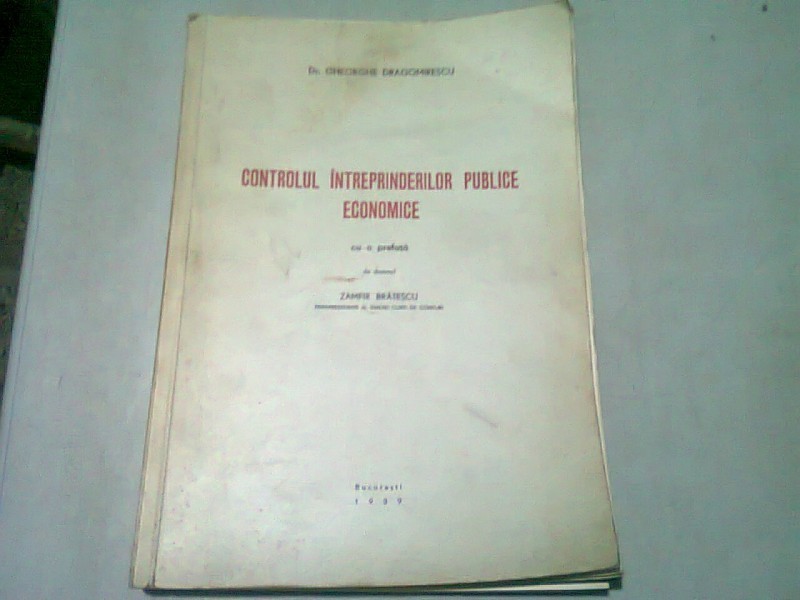 Dr. GHEORGHE DRAGOMIRESCU
CONTROLUL ÎNTREPRINDERILOR PUBLICE
ECONOMICE
cu o prefață
de domnul
ZAMFIR BRĂTESCU
București
1939